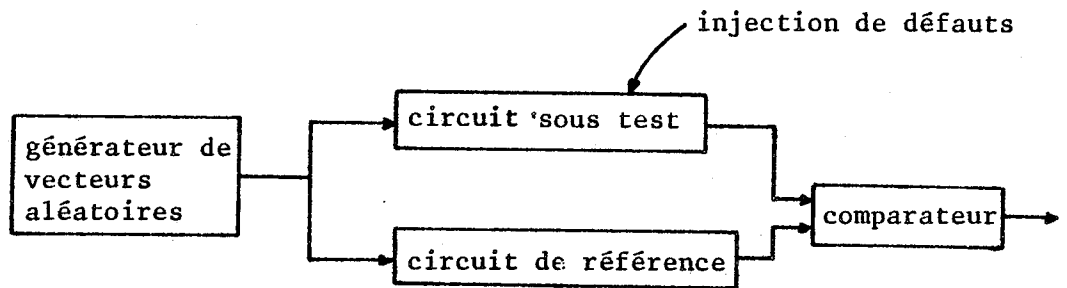 injection de défauts
circuit sous test
générateur de
vecteurs
aléatoires
comparateur
circuit de référence